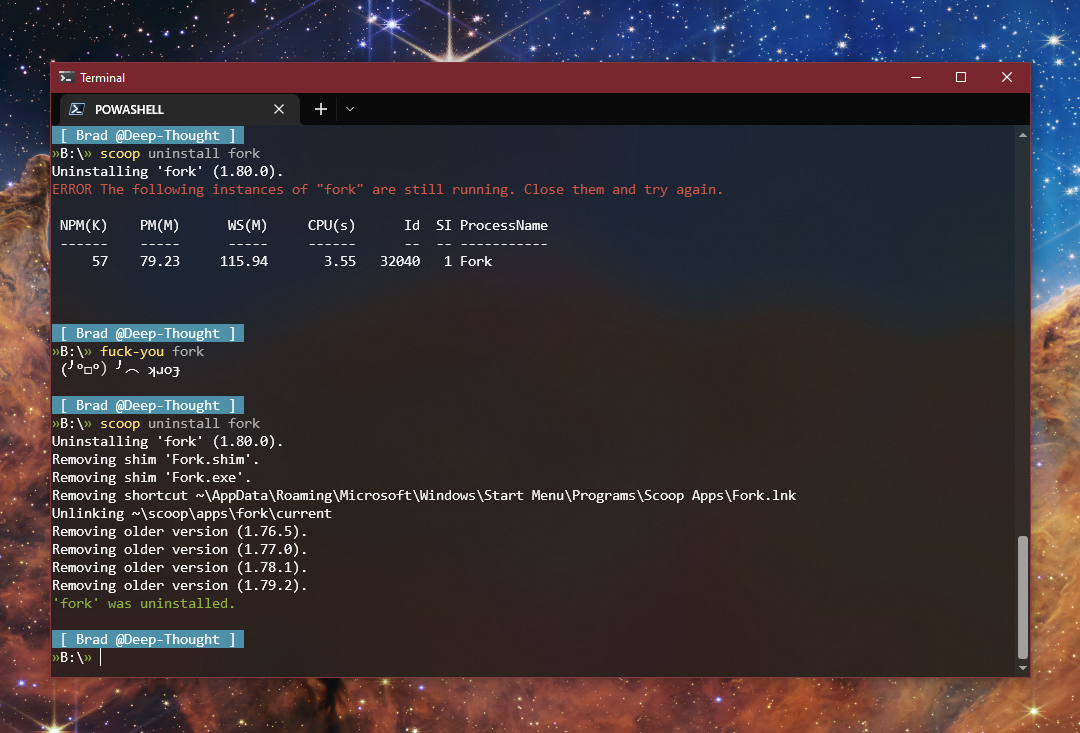 Terminal
POWASHELL
[ Brad @Deep-Thought ]
»B:\» scoop uninstall fork
Uninstalling 'fork' (1.80.0).
ERROR The following instances of "fork" are still running. Close them and try again.
NPM(K) PM(M) WS(M) CPU(s) Id SI ProcessName
------ ----- ----- ------ -- -- -----------
57 79.23 115.94 3.55 32040 1 Fork
[ Brad @Deep-Thought ]
»B:\» fuck-you fork
(╯°□°)╯︵ ʞɹoɟ
[ Brad @Deep-Thought ]
»B:\» scoop uninstall fork
Uninstalling 'fork' (1.80.0).
Removing shim 'Fork.shim'.
Removing shim 'Fork.exe'.
Removing shortcut ~\AppData\Roaming\Microsoft\Windows\Start Menu\Programs\Scoop Apps\Fork.lnk
Unlinking ~\scoop\apps\fork\current
Removing older version (1.76.5).
Removing older version (1.77.0).
Removing older version (1.78.1).
Removing older version (1.79.2).
'fork' was uninstalled.
[ Brad @Deep-Thought ]
»B:\»